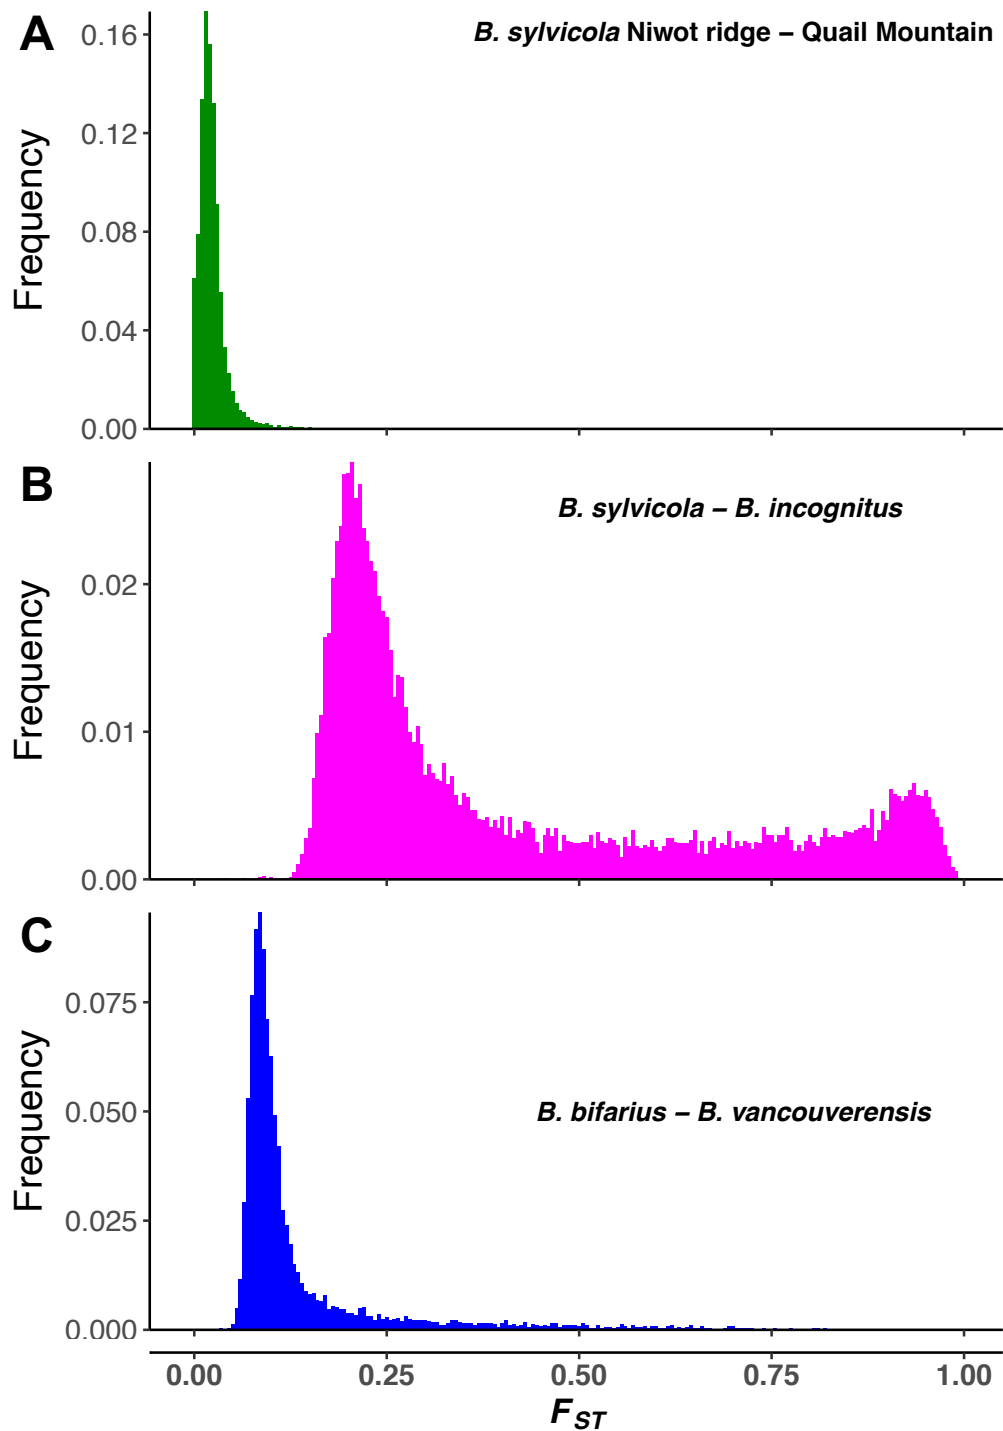 A
B. sylvicola Niwot ridge – Quail Mountain
Frequency
0.16
0.12
0.08
0.04
0.00
B
B. sylvicola – B. incognitus
Frequency
0.02
0.01
0.00
C
B. bifarius – B. vancouverensis
Frequency
0.075
0.050
0.025
0.000
0.00 0.25 0.50 0.75 1.00
FST